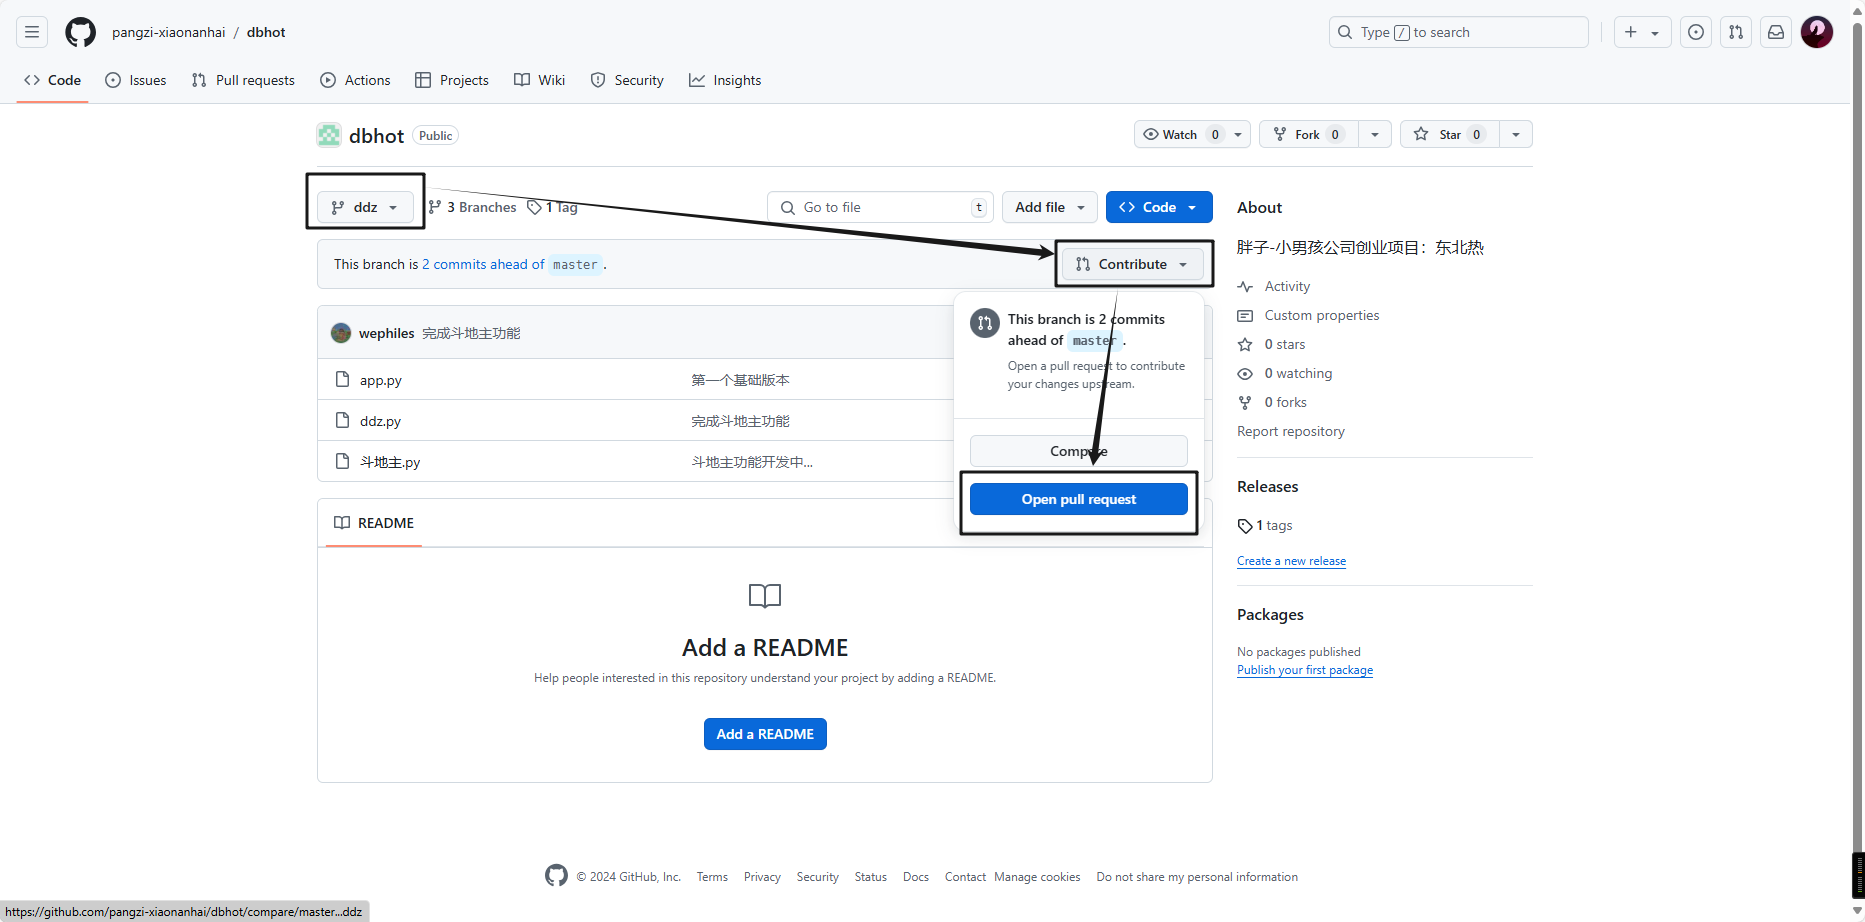 pangzi-xiaonanhai / dbhot
Type / to search
Code Issues Pull requests Actions Projects Wiki Security Insights
dbhot Public
Watch 0 Fork 0 Star 0
ddz 3 Branches 1 Tag
Go to file t
Add file
Code
This branch is 2 commits ahead of master .
Contribute
This branch is 2 commits
ahead of master .
Open a pull request to contribute
your changes upstream.
Compare
Open pull request
wephiles 完成斗地主功能
app.py 第一个基础版本
ddz.py 完成斗地主功能
斗地主.py 斗地主功能开发中...
README
Add a README
Help people interested in this repository understand your project by adding a README.
Add a README
About
胖子-小男孩公司创业项目：东北热
Activity
Custom properties
0 stars
0 watching
0 forks
Report repository
Releases
1 tags
Create a new release
Packages
No packages published
Publish your first package
© 2024 GitHub, Inc. Terms Privacy Security Status Docs Contact Manage cookies Do not share my personal information
https://github.com/pangzi-xiaonanhai/dbhot/compare/master...ddz